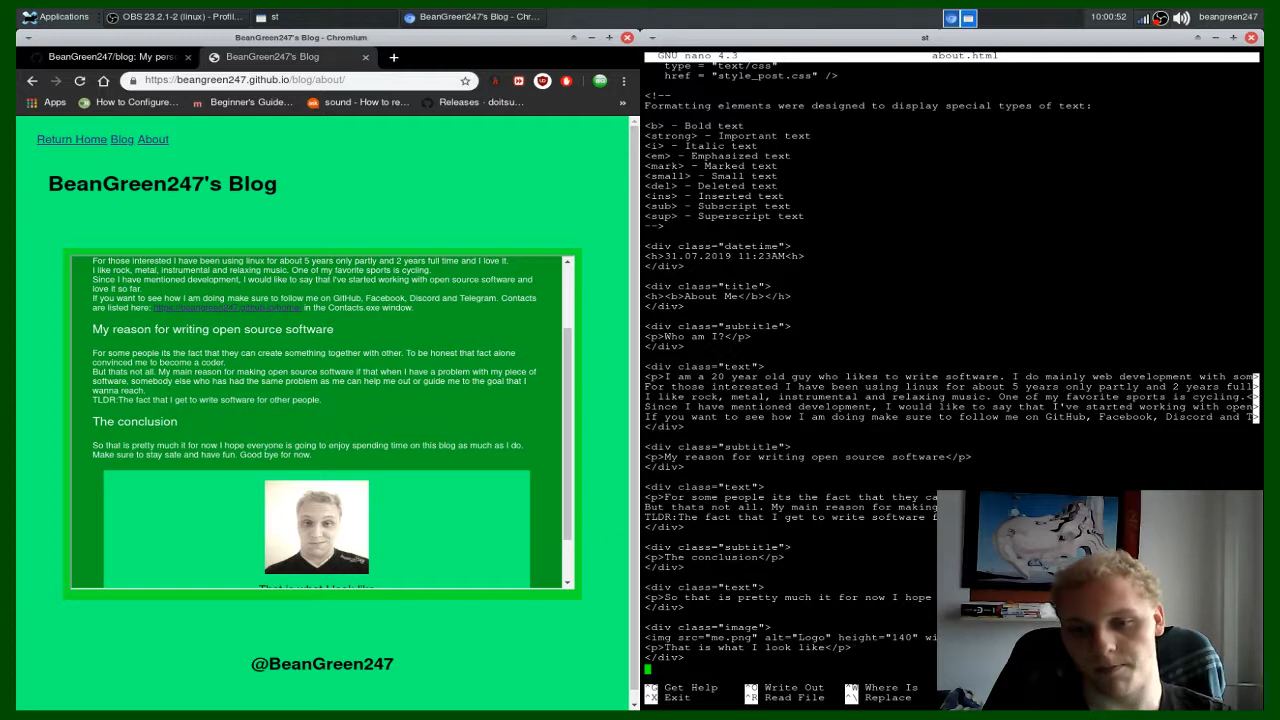 Applications
OBS 23.2.1-2 (linux) - Profil...
st
BeanGreen247's Blog - Chr...
10:00:52
beangreen247
BeanGreen247's Blog - Chromium
BeanGreen247/blog: My pers
BeanGreen247's Blog
https://beangreen247.github.io/blog/about/
Apps
How to Configure...
Beginner's Guide...
sound - How to re...
Releases · doitsu...
»
Return Home Blog About
BeanGreen247's Blog
For those interested I have been using linux for about 5 years only partly and 2 years full time and I love it.
I like rock, metal, instrumental and relaxing music. One of my favorite sports is cycling.
Since I have mentioned development, I would like to say that I've started working with open source software and
love it so far.
If you want to see how I am doing make sure to follow me on GitHub, Facebook, Discord and Telegram. Contacts
are listed here: https://beangreen247.github.io/home/ in the Contacts.exe window.
My reason for writing open source software
For some people its the fact that they can create something together with other. To be honest that fact alone
convinced me to become a coder.
But thats not all. My main reason for making open source software if that when I have a problem with my piece of
software, somebody else who has had the same problem as me can help me out or guide me to the goal that I
wanna reach.
TLDR:The fact that I get to write software for other people.
The conclusion
So that is pretty much it for now I hope everyone is going to enjoy spending time on this blog as much as I do.
Make sure to stay safe and have fun. Good bye for now.
That is what I look like
@BeanGreen247
st
GNU nano 4.3 about.html
type = "text/css"
href = "style_post.css" />
<!--
Formatting elements were designed to display special types of text:
<b> - Bold text
<strong> - Important text
<i> - Italic text
<em> - Emphasized text
<mark> - Marked text
<small> - Small text
<del> - Deleted text
<ins> - Inserted text
<sub> - Subscript text
<sup> - Superscript text
-->
<div class="datetime">
<h>31.07.2019 11:23AM<h>
</div>
<div class="title">
<h><b>About Me</b></h>
</div>
<div class="subtitle">
<p>Who am I?</p>
</div>
<div class="text">
<p>I am a 20 year old guy who likes to write software. I do mainly web development with som>
For those interested I have been using linux for about 5 years only partly and 2 years full>
I like rock, metal, instrumental and relaxing music. One of my favorite sports is cycling.<>
Since I have mentioned development, I would like to say that I've started working with open>
If you want to see how I am doing make sure to follow me on GitHub, Facebook, Discord and T>
</div>
<div class="subtitle">
<p>My reason for writing open source software</p>
</div>
<div class="text">
<p>For some people its the fact that they ca
But thats not all. My main reason for making
TLDR:The fact that I get to write software f
</div>
<div class="subtitle">
<p>The conclusion</p>
</div>
<div class="text">
<p>So that is pretty much it for now I hope
</div>
<div class="image">
<img src="me.png" alt="Logo" height="140" wi
<p>That is what I look like</p>
</div>
^G Get Help ^O Write Out ^W Where Is
^X Exit ^R Read File ^\ Replace